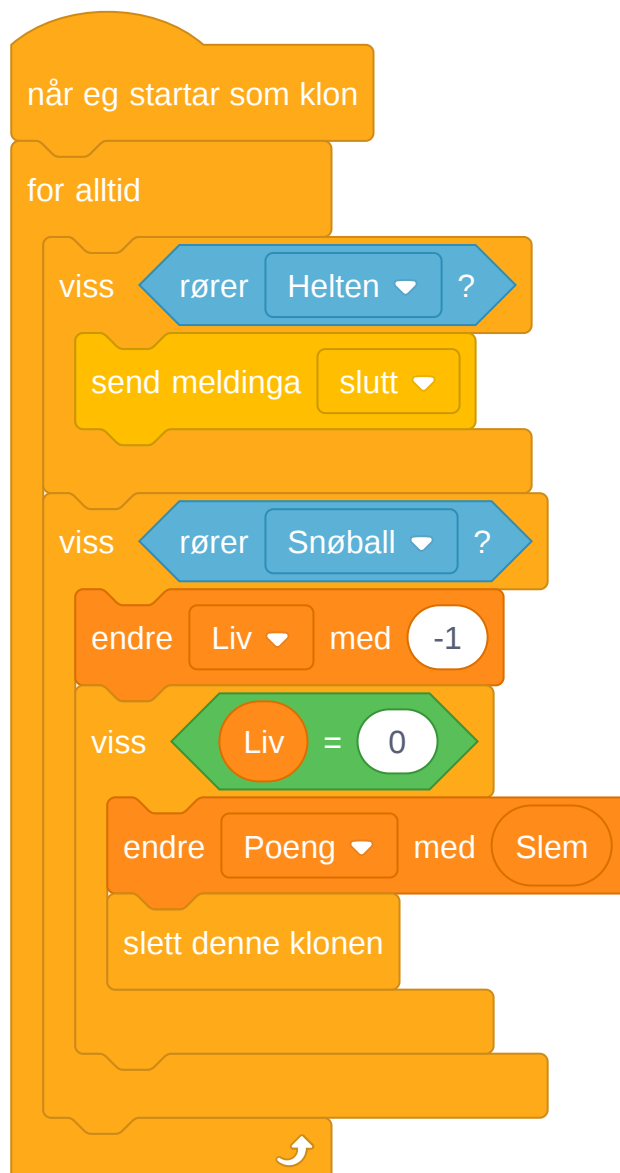 når eg startar som klon
for alltid
viss rører Helten ?
send meldinga slutt
viss rører Snøball ?
endre Liv med -1
viss Liv = 0
endre Poeng med Slem
slett denne klonen